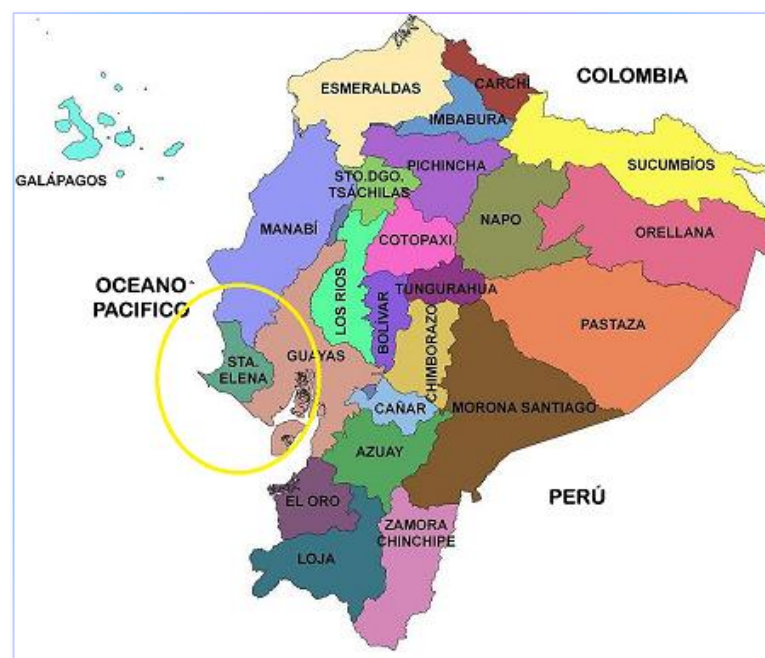 ESMERALDAS
CARCHI
COLOMBIA
IMBABURA
PICHINCHA
SUCUMBÍOS
GALÁPAGOS
STO.DGO.
TSÁCHILAS
NAPO
MANABÍ
COTOPAXI
ORELLANA
OCEANO
PACIFICO
TUNGURAHUA
LOS RIOS
BOLIVAR
PASTAZA
STA.
ELENA
GUAYAS
CHIMBORAZO
CAÑAR
MORONA SANTIAGO
AZUAY
PERÚ
EL ORO
ZAMORA
CHINCHIPE
LOJA